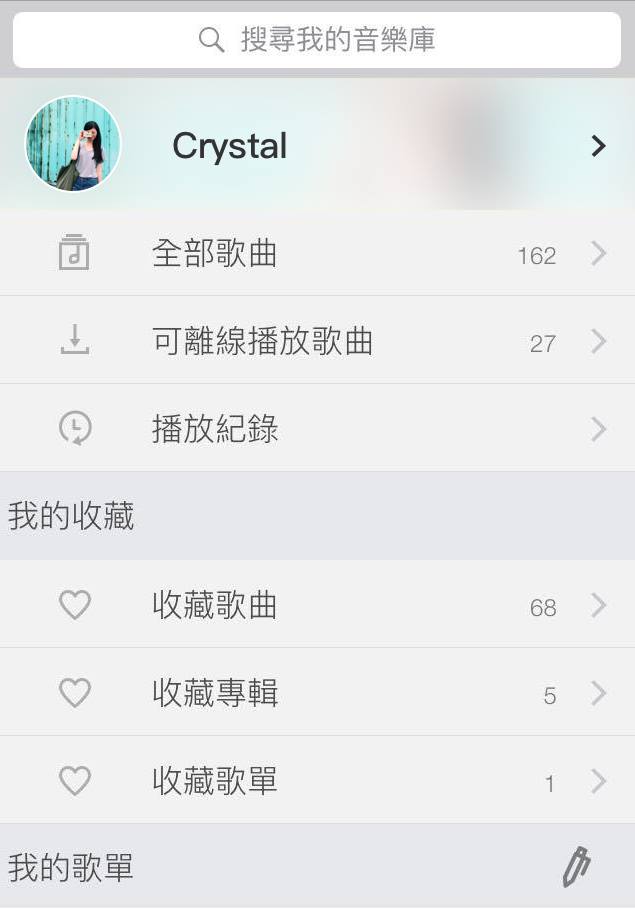 搜尋我的音樂庫
Crystal
全部歌曲 162
可離線播放歌曲 27
播放紀錄
我的收藏
收藏歌曲 68
收藏專輯 5
收藏歌單 1
我的歌單